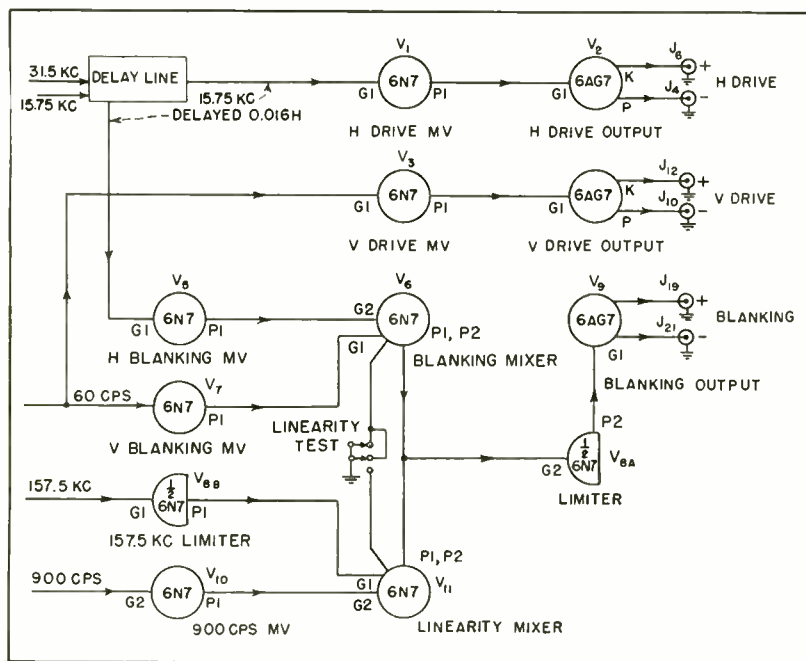 31.5 KC
15.75 KC
DELAY LINE
15.75 KC
DELAYED 0.016H
V1
G1 6N7 P1
H DRIVE MV
V2
G1 6AG7 K
P
H DRIVE OUTPUT
J6 +
J4 -
H DRIVE
V3
G1 6N7 P1
V DRIVE MV
G1 6AG7 K
P
V DRIVE OUTPUT
J12 +
J10 -
V DRIVE
G1 6N7 P1
H BLANKING MV
V6
G2 6N7
G1 P1, P2
BLANKING MIXER
V9
6AG7
G1
BLANKING OUTPUT
J19 +
J21 -
BLANKING
60 CPS
6N7 V7
P1
V BLANKING MV
LINEARITY
TEST
P2
G2 1/2 6N7
LIMITER
157.5 KC
G1 1/2 6N7 P1
157.5 KC LIMITER
900 CPS
G2 6N7 V10
P1
900 CPS MV
P1, P2
G1 6N7 V11
G2
LINEARITY MIXER